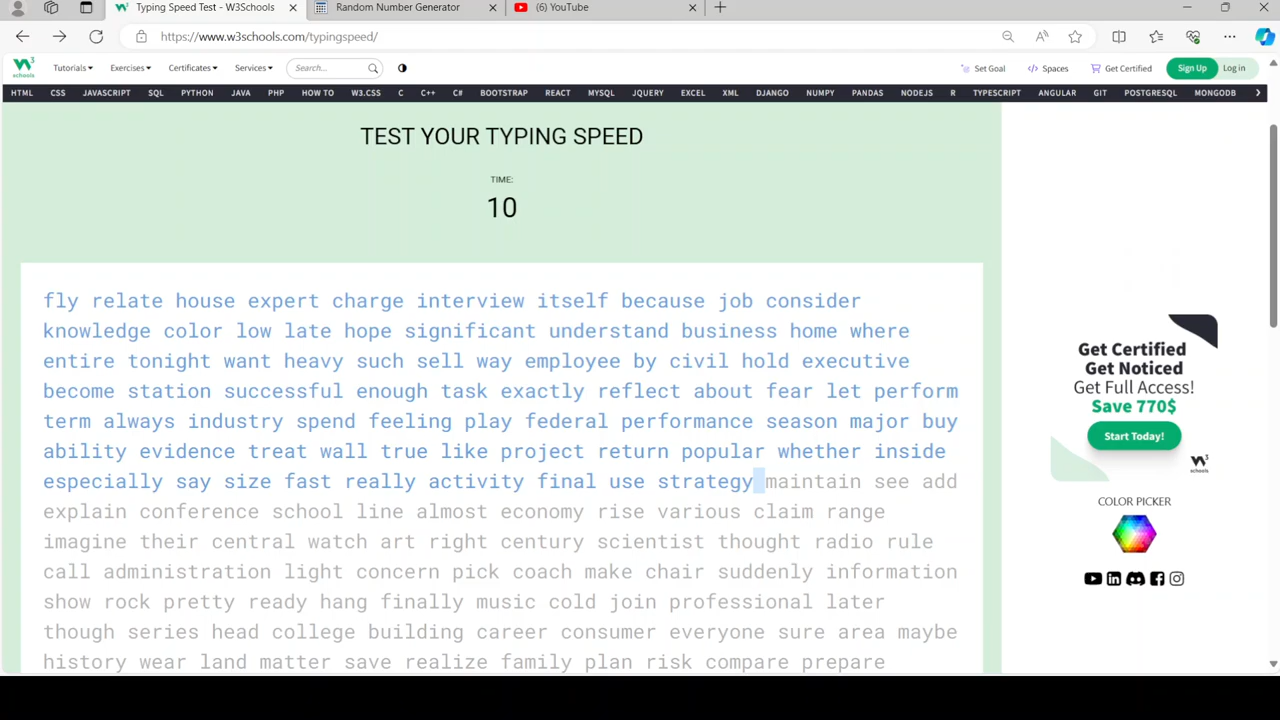 Typing Speed Test - W3Schools
Random Number Generator
(6) YouTube
https://www.w3schools.com/typingspeed/
W3 schools Tutorials Exercises Certificates Services Search... Set Goal Spaces Get Certified Sign Up Log in
HTML CSS JAVASCRIPT SQL PYTHON JAVA PHP HOW TO W3.CSS C C++ C# BOOTSTRAP REACT MYSQL JQUERY EXCEL XML DJANGO NUMPY PANDAS NODEJS R TYPESCRIPT ANGULAR GIT POSTGRESQL MONGODB
TEST YOUR TYPING SPEED
TIME:
10
fly relate house expert charge interview itself because job consider
knowledge color low late hope significant understand business home where
entire tonight want heavy such sell way employee by civil hold executive
become station successful enough task exactly reflect about fear let perform
term always industry spend feeling play federal performance season major buy
ability evidence treat wall true like project return popular whether inside
especially say size fast really activity final use strategy maintain see add
explain conference school line almost economy rise various claim range
imagine their central watch art right century scientist thought radio rule
call administration light concern pick coach make chair suddenly information
show rock pretty ready hang finally music cold join professional later
though series head college building career consumer everyone sure area maybe
history wear land matter save realize family plan risk compare prepare
Get Certified
Get Noticed
Get Full Access!
Save 770$
Start Today!
W3 schools
COLOR PICKER